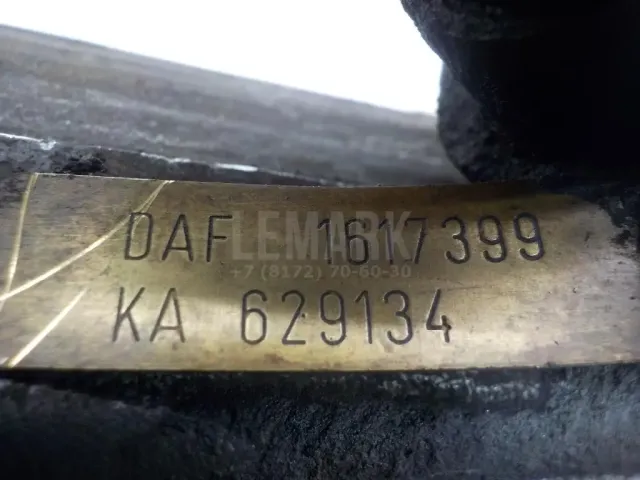 DAF 1617399
KA 629134
LEMARK
+7 (8172) 70-60-30